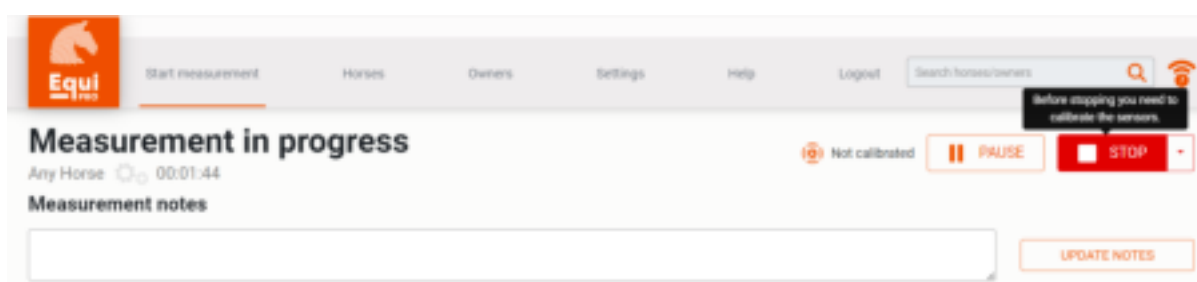 Equi
PRO
Start measurement Horses Owners Settings Help Logout Search horses/owners
Before stopping you need to
calibrate the sensors.
Measurement in progress
Not calibrated PAUSE STOP
Any Horse 00:01:44
Measurement notes
UPDATE NOTES